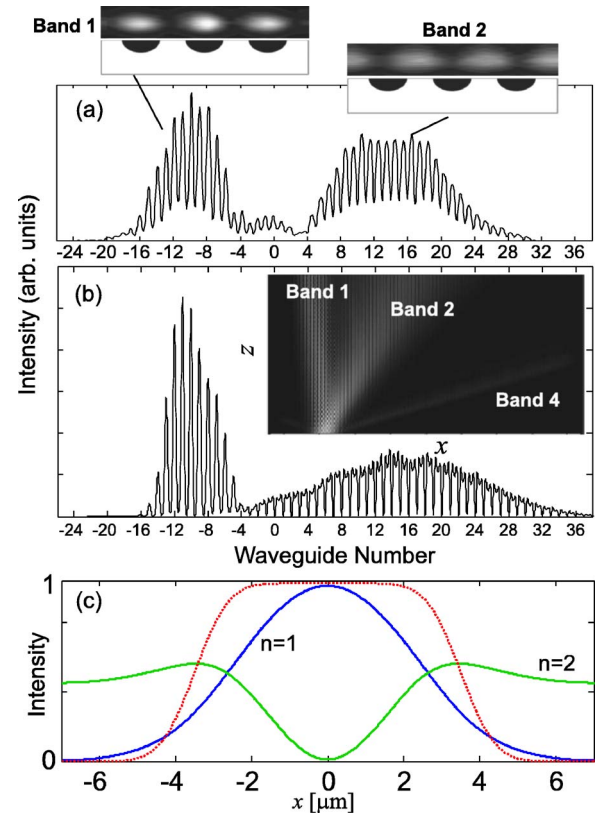 Band 1
Band 2
(a)
-24 -20 -16 -12 -8 -4 0 4 8 12 16 20 24 28 32 36
Intensity (arb. units)
(b)
Band 1
Band 2
Band 4
z
x
-24 -20 -16 -12 -8 -4 0 4 8 12 16 20 24 28 32 36
Waveguide Number
(c)
1
n=1
n=2
Intensity
0
-6 -4 -2 0 2 4 6
x [μm]